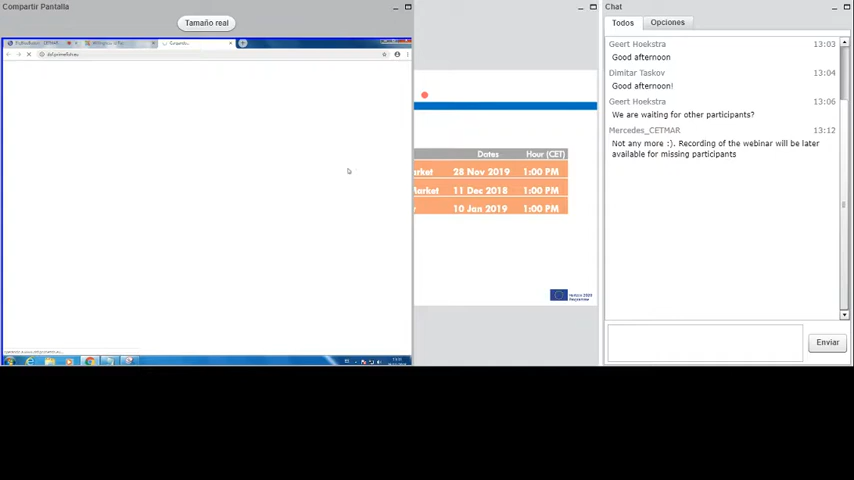 Compartir Pantalla
Tamaño real
Dates Hour (CET)
arket 28 Nov 2019 1:00 PM
Market 11 Dec 2018 1:00 PM
y 10 Jan 2019 1:00 PM
Chat
Todos Opciones
Geert Hoekstra 13:03
Good afternoon
Dimitar Taskov 13:04
Good afternoon!
Geert Hoekstra 13:06
We are waiting for other participants?
Mercedes_CETMAR 13:12
Not any more :). Recording of the webinar will be later
available for missing participants
Enviar